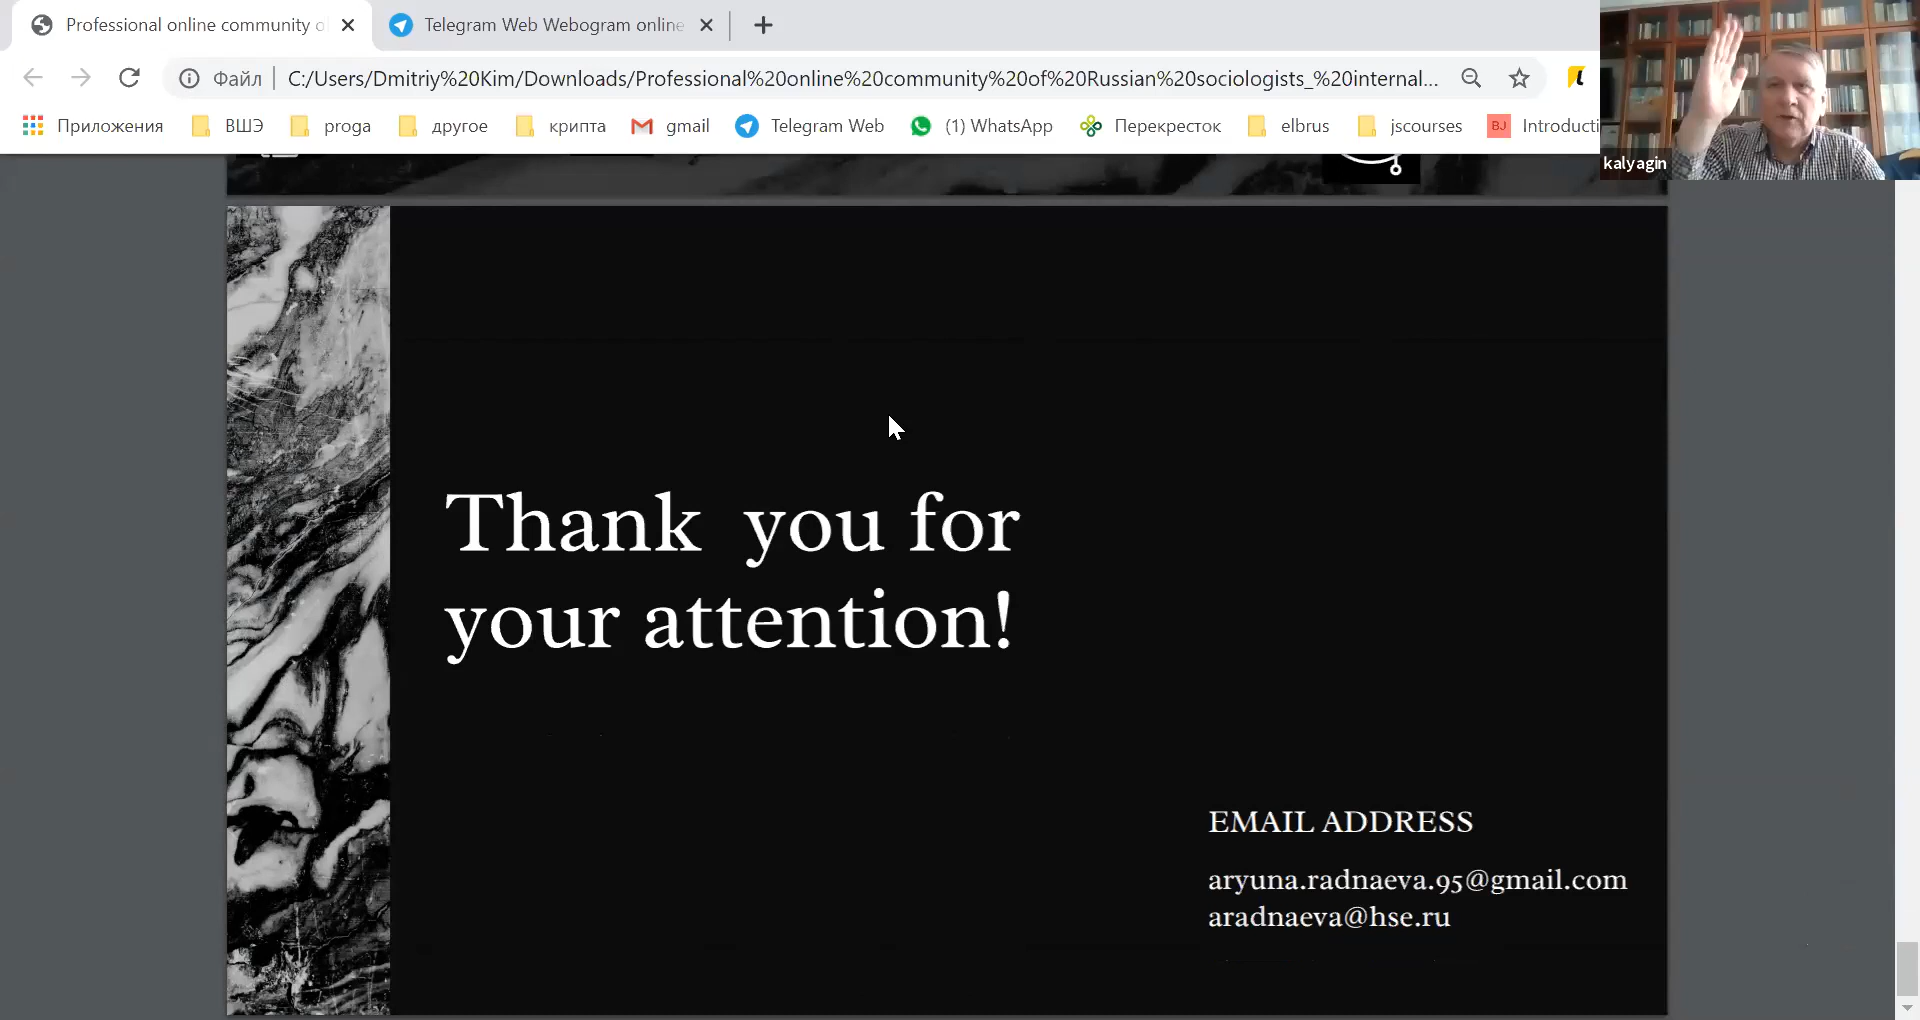 Professional online community o
Telegram Web Webogram online
Файл
C:/Users/Dmitriy%20Kim/Downloads/Professional%20online%20community%20of%20Russian%20sociologists_%20internal...
Приложения
ВШЭ
proga
другое
крипта
gmail
Telegram Web
(1) WhatsApp
Перекресток
elbrus
jscourses
BJ
Introducti
kalyagin
Thank you for
your attention!
EMAIL ADDRESS
aryuna.radnaeva.95@gmail.com
aradnaeva@hse.ru